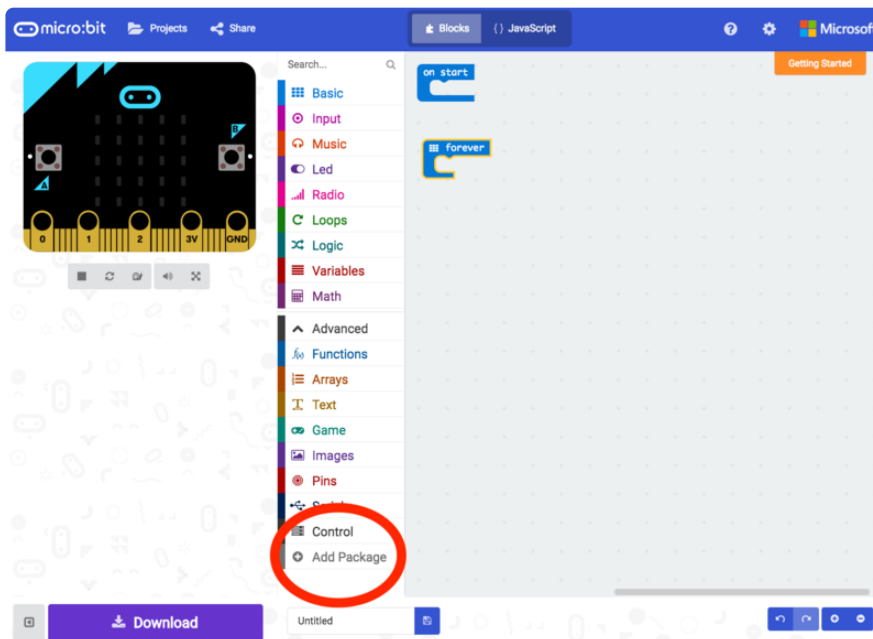 micro:bit Projects Share Blocks {} JavaScript ? Microsoft
Getting Started
Search...
Basic
Input
Music
Led
Radio
Loops
Logic
Variables
Math
Advanced
f(x) Functions
Arrays
T Text
Game
Images
Pins
Control
Add Package
on start
forever
A
B
0 1 2 3V GND
Download
Untitled